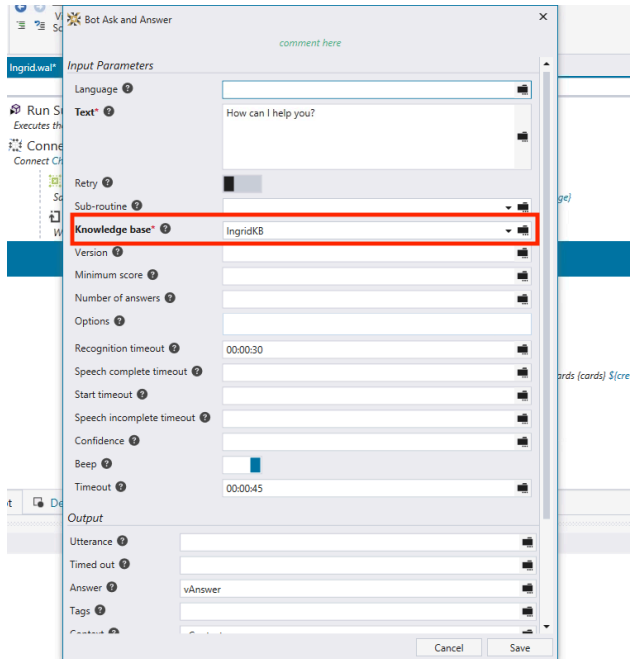 Bot Ask and Answer
comment here
Ingrid.wal*
Input Parameters
Language
Text*
How can I help you?
Run S
Executes th
Conne
Connect Ch
Retry
Sub-routine
ge}
Knowledge base*
IngridKB
Version
Minimum score
Number of answers
Options
Recognition timeout
00:00:30
Speech complete timeout
ards {cards} ${cre
Start timeout
Speech incomplete timeout
Confidence
Beep
Timeout
00:00:45
De
Output
Utterance
Timed out
Answer
vAnswer
Tags
Cancel
Save